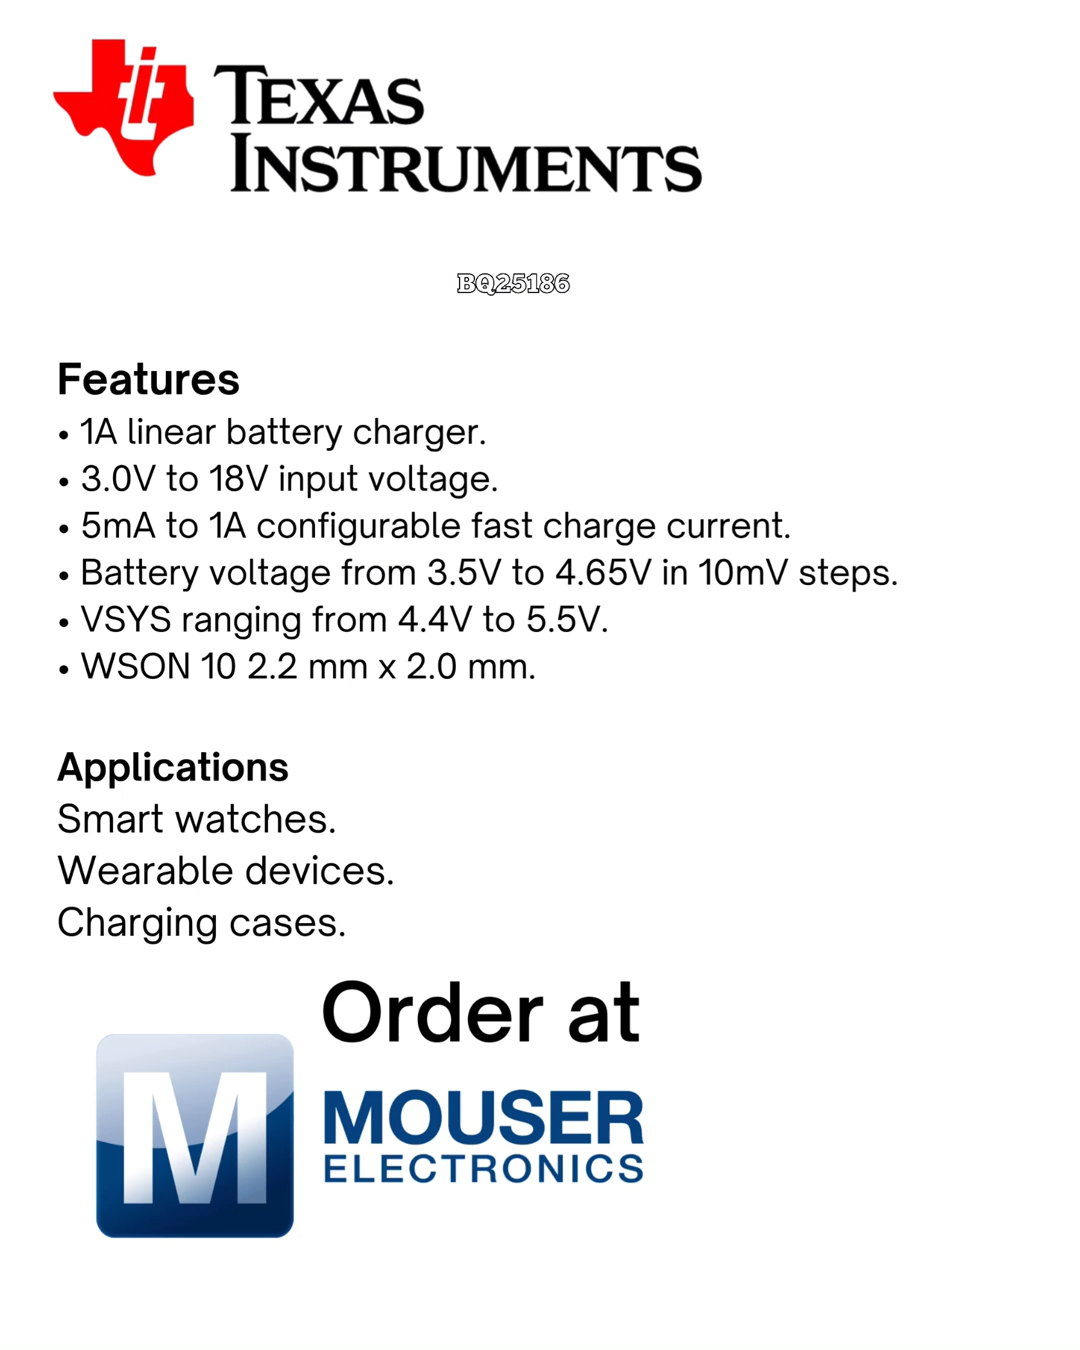 TEXAS
INSTRUMENTS
BQ25186
Features
• 1A linear battery charger.
• 3.0V to 18V input voltage.
• 5mA to 1A configurable fast charge current.
• Battery voltage from 3.5V to 4.65V in 10mV steps.
• VSYS ranging from 4.4V to 5.5V.
• WSON 10 2.2 mm x 2.0 mm.
Applications
Smart watches.
Wearable devices.
Charging cases.
Order at
M
MOUSER
ELECTRONICS